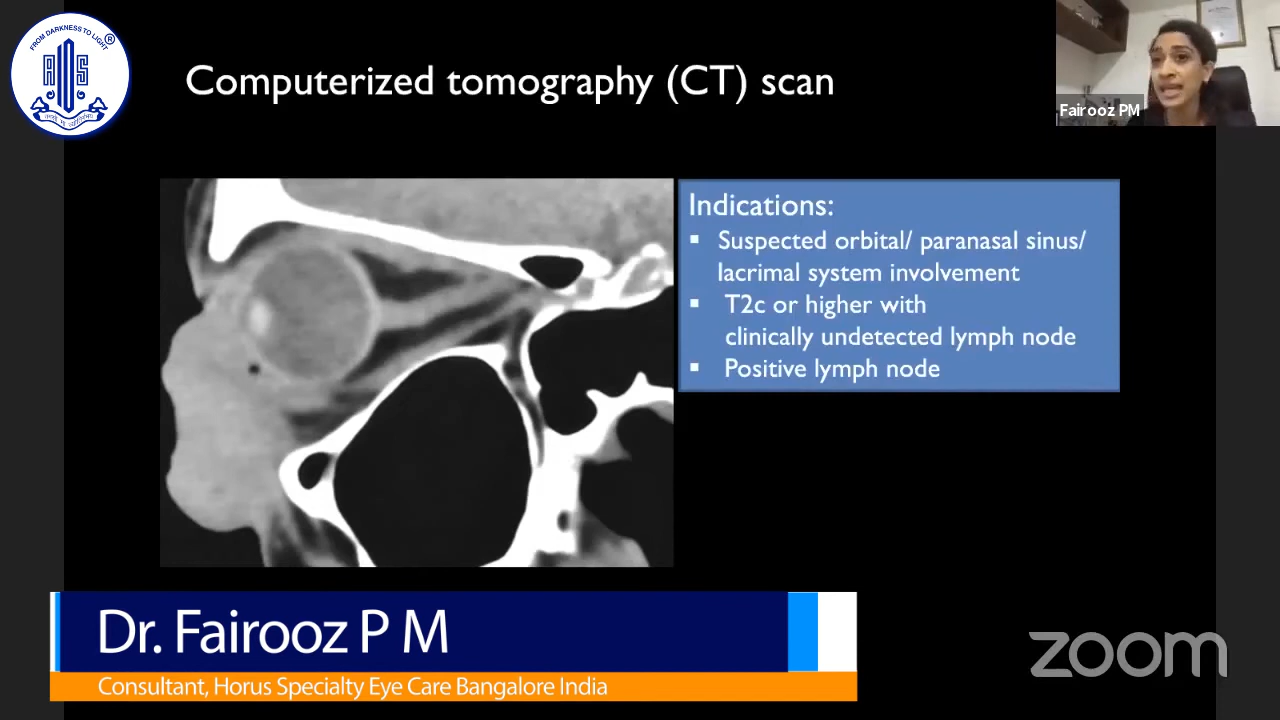 FROM DARKNESS TO LIGHT
®
AIOS
Computerized tomography (CT) scan
Fairooz PM
Indications:
▪ Suspected orbital/ paranasal sinus/
lacrimal system involvement
▪ T2c or higher with
clinically undetected lymph node
▪ Positive lymph node
Dr. Fairooz P M
Consultant, Horus Specialty Eye Care Bangalore India
zoom